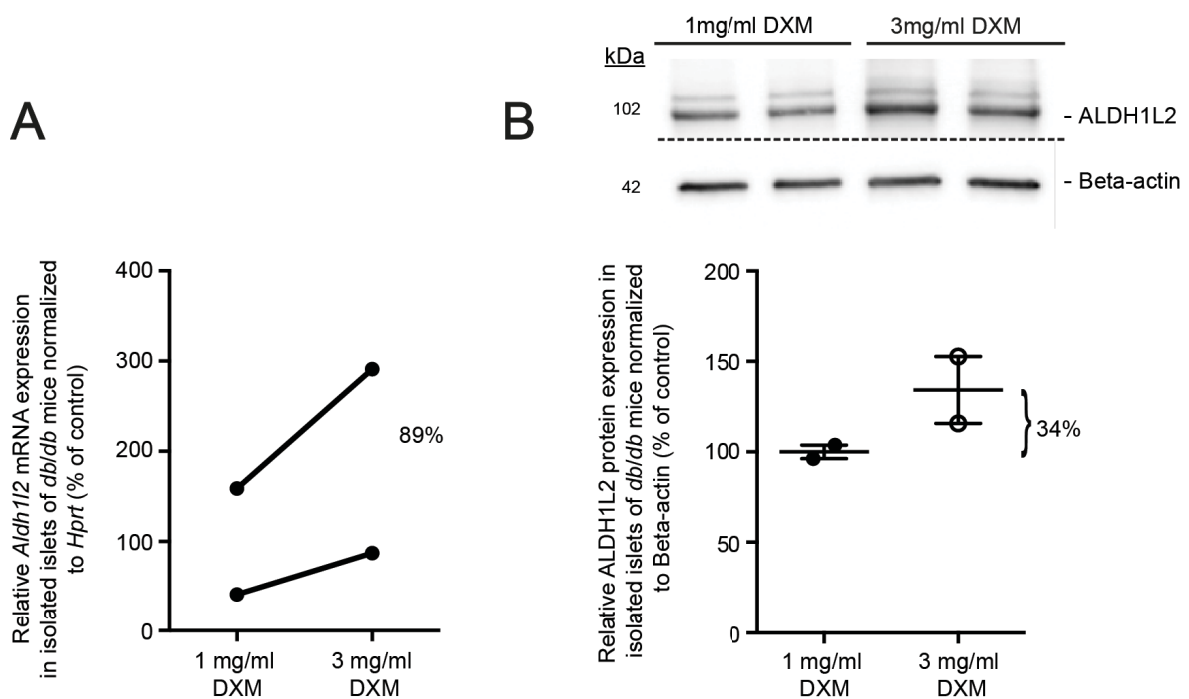 A
Relative Aldh1l2 mRNA expression
in isolated islets of db/db mice normalized
to Hprt (% of control)
400
300
200
100
0
89%
1 mg/ml
DXM
3 mg/ml
DXM
B
1mg/ml DXM
3mg/ml DXM
kDa
102
- ALDH1L2
42
- Beta-actin
Relative ALDH1L2 protein expression in
isolated islets of db/db mice normalized
to Beta-actin (% of control)
200
150
100
50
0
34%
1 mg/ml
DXM
3 mg/ml
DXM